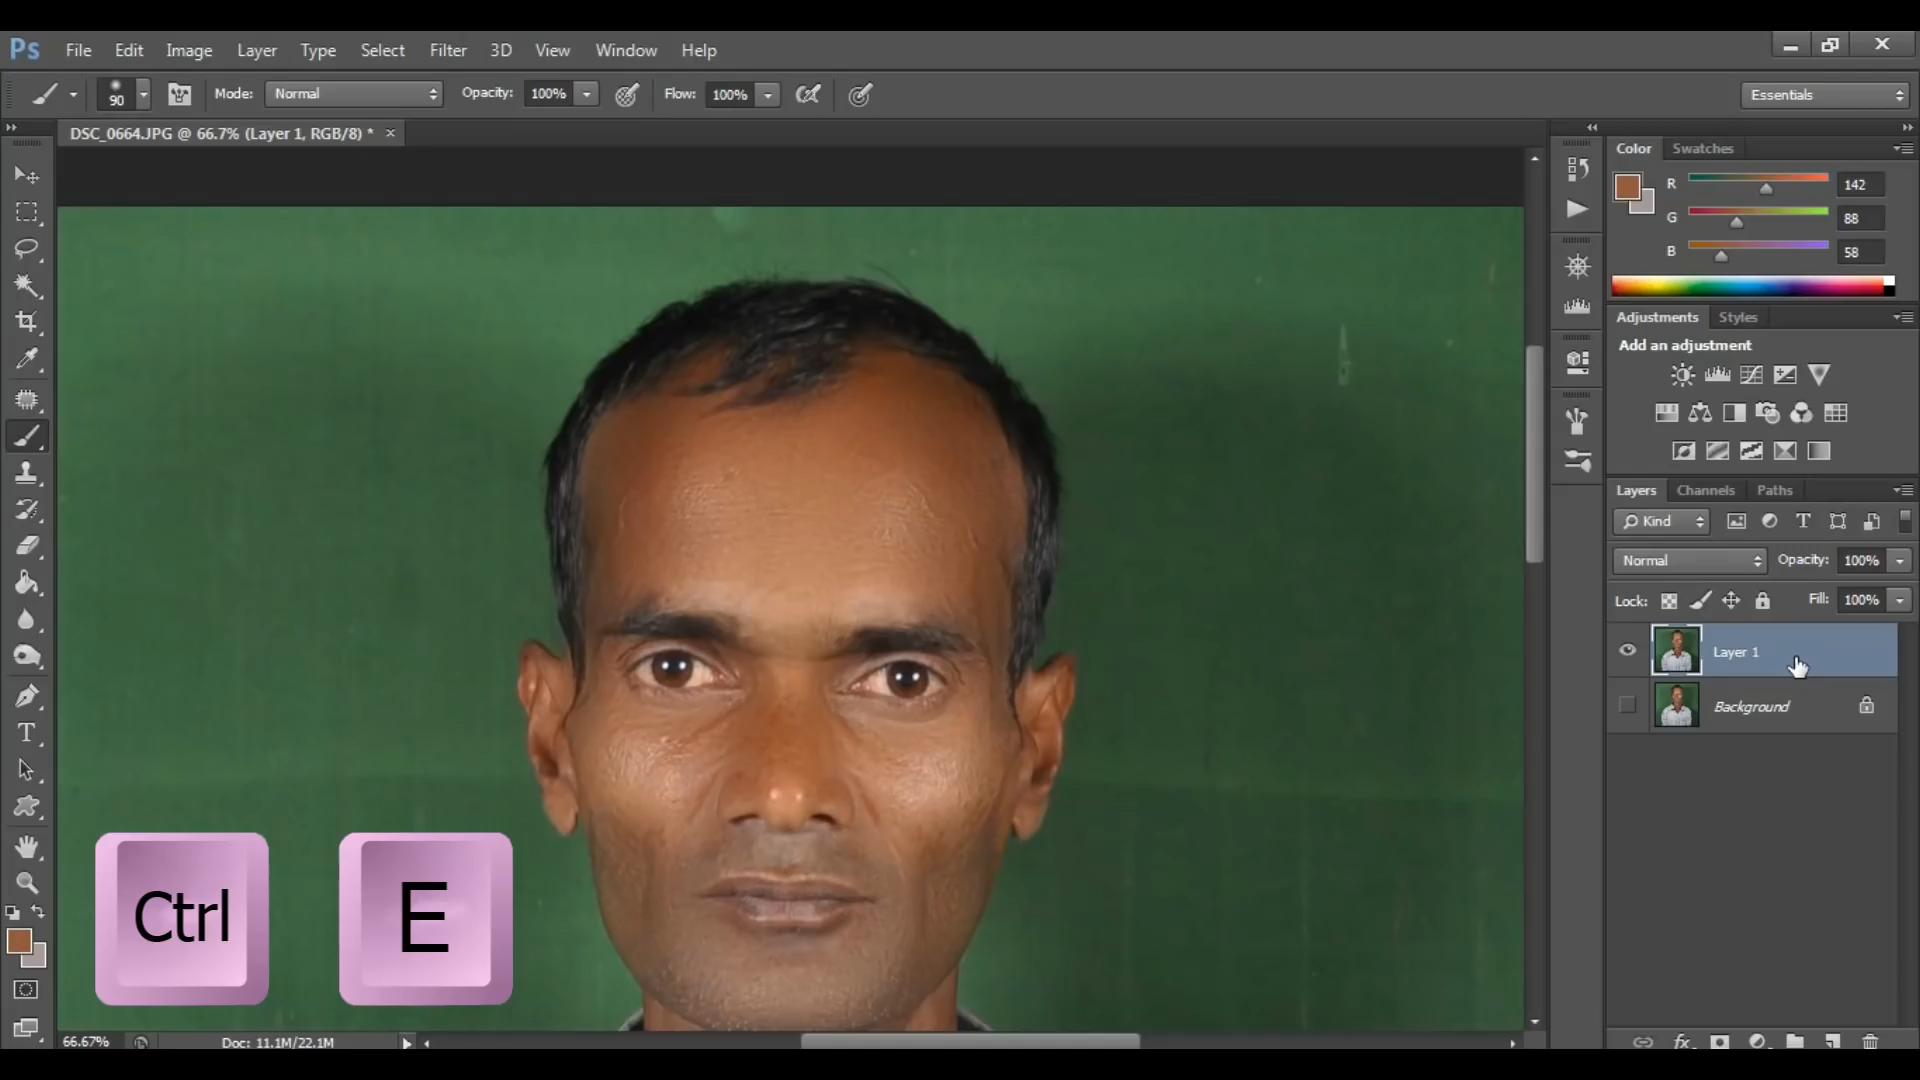 Ps File Edit Image Layer Type Select Filter 3D View Window Help
90 Mode: Normal Opacity: 100% Flow: 100% Essentials
DSC_0664.JPG @ 66.7% (Layer 1, RGB/8) * ×
Color Swatches
R 142
G 88
B 58
Adjustments Styles
Add an adjustment
Layers Channels Paths
Kind
Normal Opacity: 100%
Lock: Fill: 100%
Layer 1
Background
Ctrl E
66.67% Doc: 11.1M/22.1M
fx